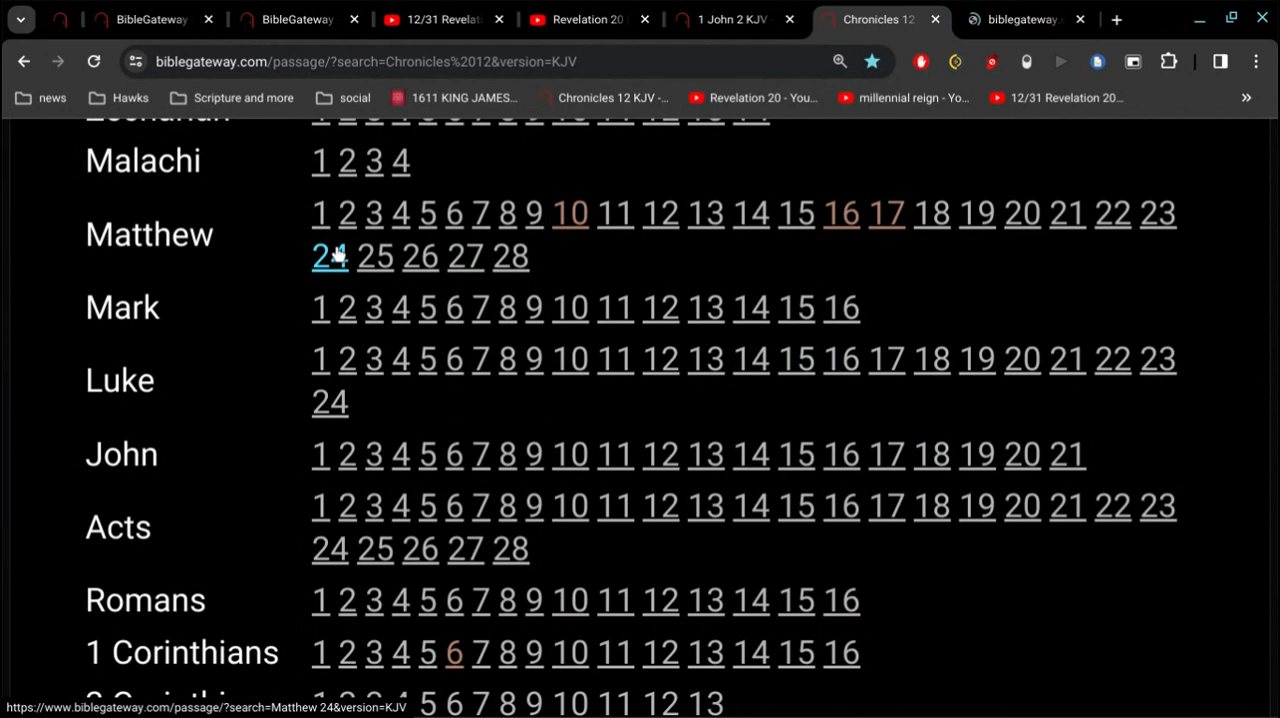 BibleGateway
BibleGateway
12/31 Revelat
Revelation 20
1 John 2 KJV
Chronicles 12
biblegateway.
biblegateway.com/passage/?search=Chronicles%2012&version=KJV
news
Hawks
Scripture and more
social
1611 KING JAMES...
Chronicles 12 KJV -...
Revelation 20 - You...
millennial reign - Yo...
12/31 Revelation 20...
Malachi 1 2 3 4
Matthew 1 2 3 4 5 6 7 8 9 10 11 12 13 14 15 16 17 18 19 20 21 22 23
24 25 26 27 28
Mark 1 2 3 4 5 6 7 8 9 10 11 12 13 14 15 16
Luke 1 2 3 4 5 6 7 8 9 10 11 12 13 14 15 16 17 18 19 20 21 22 23
24
John 1 2 3 4 5 6 7 8 9 10 11 12 13 14 15 16 17 18 19 20 21
Acts 1 2 3 4 5 6 7 8 9 10 11 12 13 14 15 16 17 18 19 20 21 22 23
24 25 26 27 28
Romans 1 2 3 4 5 6 7 8 9 10 11 12 13 14 15 16
1 Corinthians 1 2 3 4 5 6 7 8 9 10 11 12 13 14 15 16
5 6 7 8 9 10 11 12 13
https://www.biblegateway.com/passage/?search=Matthew 24&version=KJV